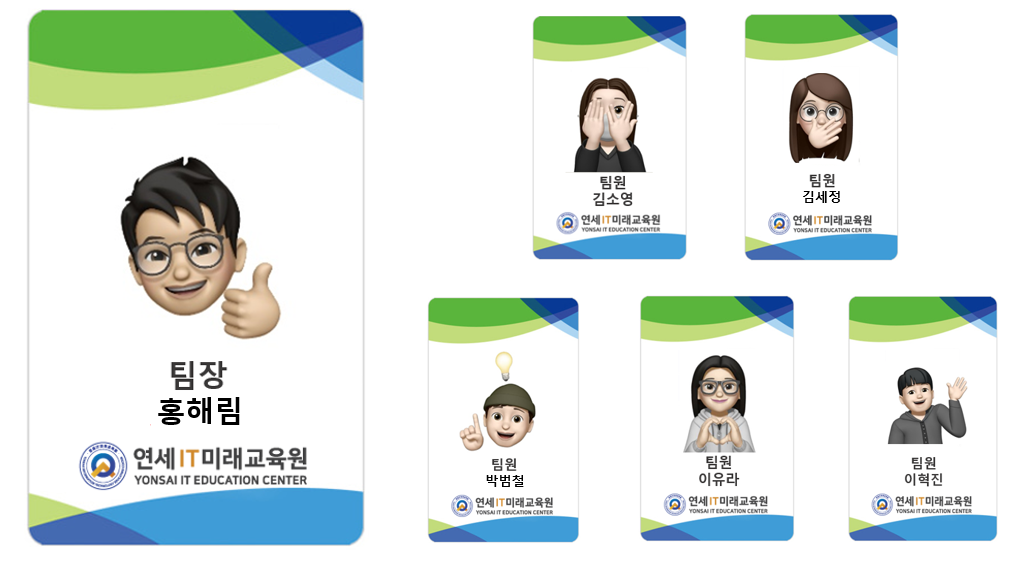 팀장
홍해림
연세IT미래교육원
YONSAI IT EDUCATION CENTER
팀원
김소영
연세IT미래교육원
YONSAI IT EDUCATION CENTER
팀원
김세정
연세IT미래교육원
YONSAI IT EDUCATION CENTER
팀원
박범철
연세IT미래교육원
YONSAI IT EDUCATION CENTER
팀원
이유라
연세IT미래교육원
YONSAI IT EDUCATION CENTER
팀원
이혁진
연세IT미래교육원
YONSAI IT EDUCATION CENTER